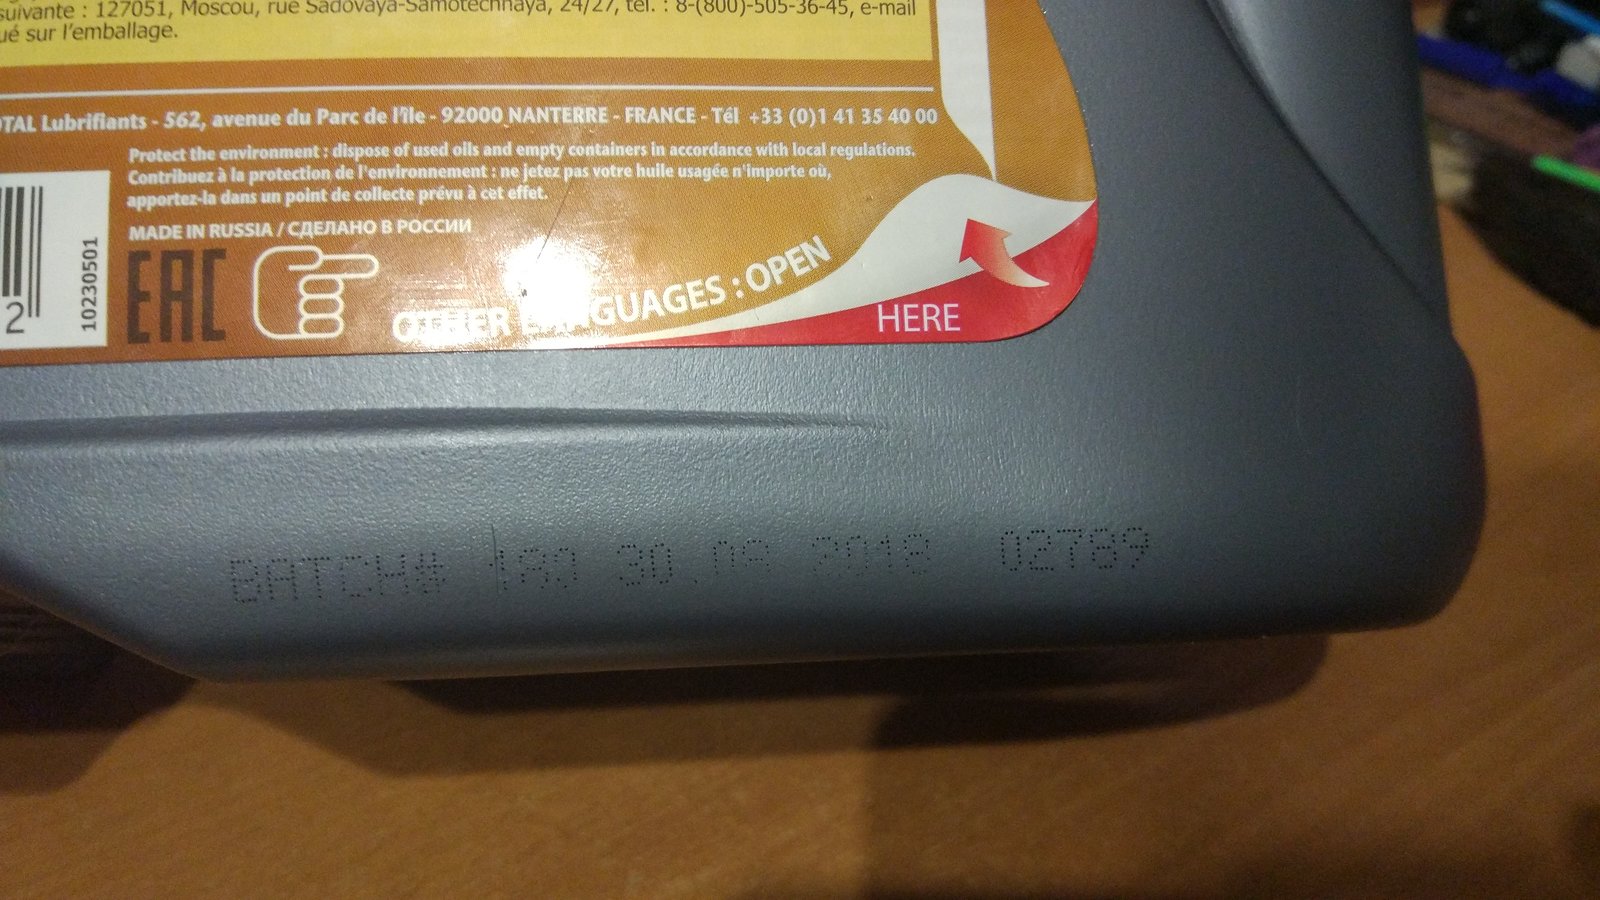 suivante : 127051, Moscou, rue Sadovaya-Samotechnaya, 24/27, tél. : 8-(800)-505-36-45, e-mail
ué sur l'emballage.
OTAL Lubrifiants - 562, avenue du Parc de l'île - 92000 NANTERRE - FRANCE - Tél +33 (0)1 41 35 40 00
Protect the environment : dispose of used oils and empty containers in accordance with local regulations.
Contribuez à la protection de l'environnement : ne jetez pas votre huile usagée n'importe où,
apportez-la dans un point de collecte prévu à cet effet.
MADE IN RUSSIA / СДЕЛАНО В РОССИИ
2
10230501
EAC
OTHER LANGUAGES : OPEN
HERE
BATCH# 190 30.09 2018 02789